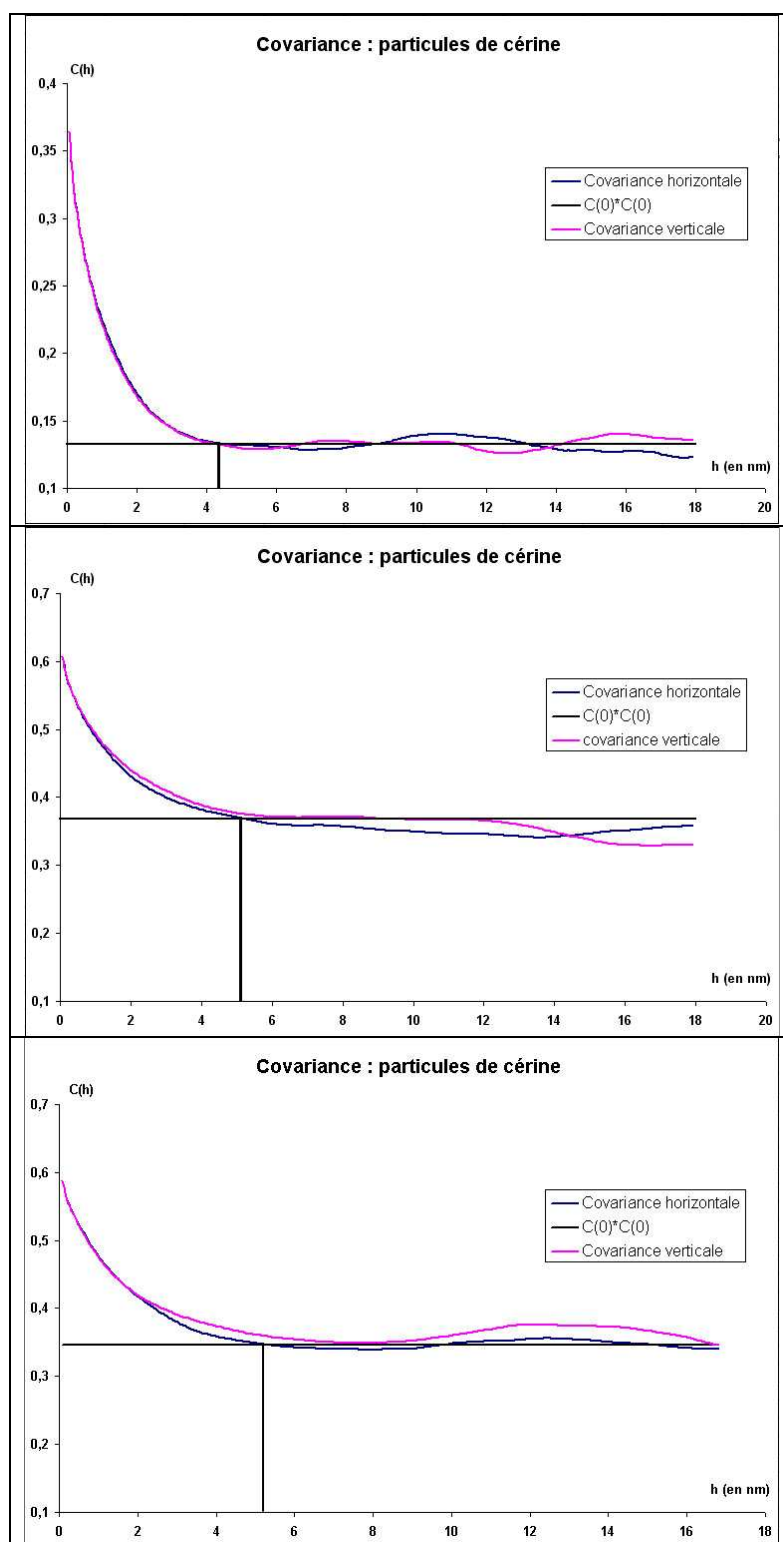 Covariance : particules de cérine
C(h)
0,4
0,35
0,3
0,25
0,2
0,15
0,1
Covariance horizontale
C(0)*C(0)
Covariance verticale
h (en nm)
0 2 4 6 8 10 12 14 16 18 20
Covariance : particules de cérine
C(h)
0,7
0,6
0,5
0,4
0,3
0,2
0,1
Covariance horizontale
C(0)*C(0)
covariance verticale
h (en nm)
0 2 4 6 8 10 12 14 16 18 20
Covariance : particules de cérine
C(h)
0,7
0,6
0,5
0,4
0,3
0,2
0,1
Covariance horizontale
C(0)*C(0)
Covariance verticale
h (en nm)
0 2 4 6 8 10 12 14 16 18